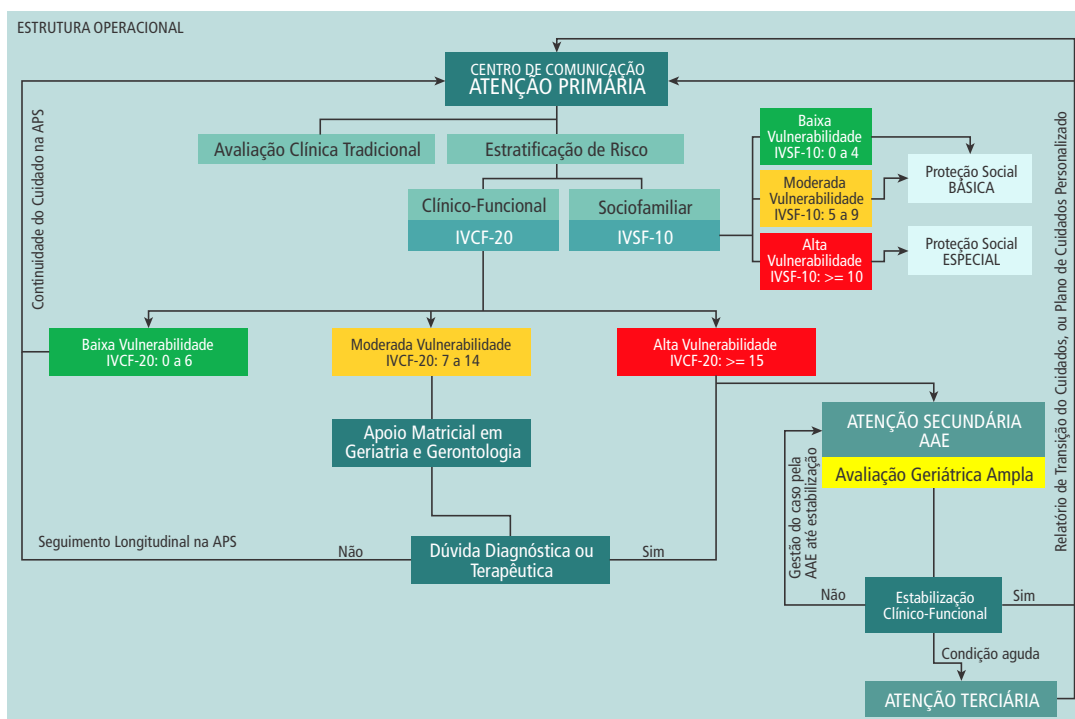 ESTRUTURA OPERACIONAL
CENTRO DE COMUNICAÇÃO
ATENÇÃO PRIMÁRIA
Avaliação Clínica Tradicional
Estratificação de Risco
Clínico-Funcional
IVCF-20
Sociofamiliar
IVSF-10
Baixa
Vulnerabilidade
IVSF-10: 0 a 4
Moderada
Vulnerabilidade
IVSF-10: 5 a 9
Alta
Vulnerabilidade
IVSF-10: >= 10
Proteção Social
BÁSICA
Proteção Social
ESPECIAL
Continuidade do Cuidado na APS
Baixa Vulnerabilidade
IVCF-20: 0 a 6
Moderada Vulnerabilidade
IVCF-20: 7 a 14
Alta Vulnerabilidade
IVCF-20: >= 15
Apoio Matricial em
Geriatria e Gerontologia
Seguimento Longitudinal na APS
Não
Dúvida Diagnóstica ou
Terapêutica
Sim
ATENÇÃO SECUNDÁRIA
AAE
Avaliação Geriátrica Ampla
Gestão do caso pela
AAE até estabilização
Não
Estabilização
Clínico-Funcional
Sim
Condição aguda
ATENÇÃO TERCIÁRIA
Relatório de Transição do Cuidados, ou Plano de Cuidados Personalizado